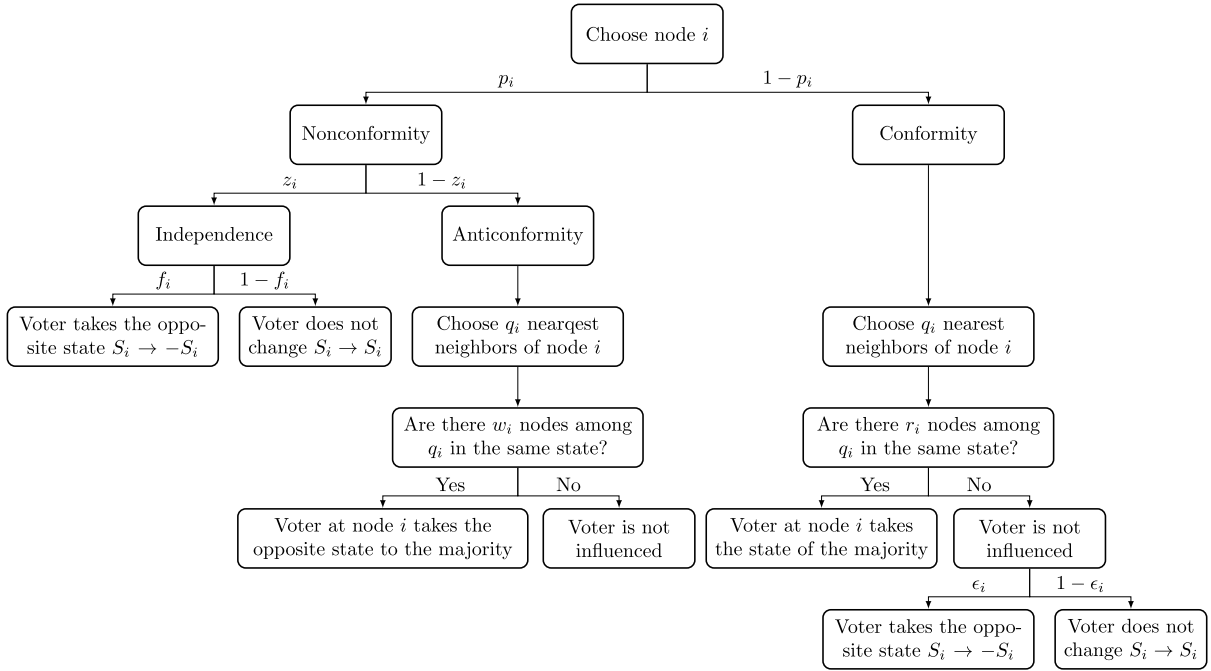 Choose node i
p_i
1 − p_i
Nonconformity
Conformity
z_i
1 − z_i
Independence
Anticonformity
f_i
1 − f_i
Voter takes the oppo-
site state S_i → −S_i
Voter does not
change S_i → S_i
Choose q_i nearqest
neighbors of node i
Choose q_i nearest
neighbors of node i
Are there w_i nodes among
q_i in the same state?
Are there r_i nodes among
q_i in the same state?
Yes
No
Yes
No
Voter at node i takes the
opposite state to the majority
Voter is not
influenced
Voter at node i takes
the state of the majority
Voter is not
influenced
ϵ_i
1 − ϵ_i
Voter takes the oppo-
site state S_i → −S_i
Voter does not
change S_i → S_i